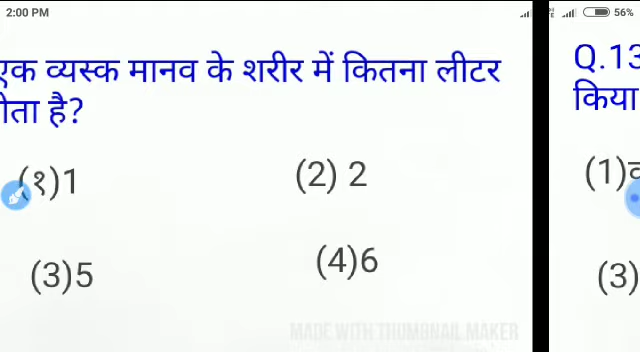 2:00 PM
56%
एक व्यस्क मानव के शरीर में कितना लीटर
होता है?
(१)1
(2) 2
(3)5
(4)6
Q.13
किया
(1)
(3)
MADE WITH THUMBNAIL MAKER